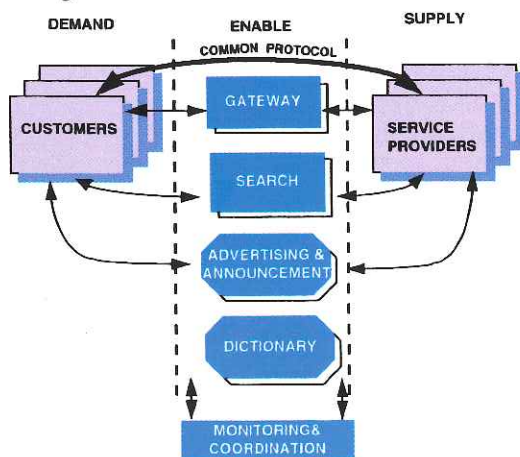 DEMAND
ENABLE
SUPPLY
COMMON PROTOCOL
CUSTOMERS
GATEWAY
SERVICE
PROVIDERS
SEARCH
ADVERTISING &
ANNOUNCEMENT
DICTIONARY
MONITORING&
COORDINATION